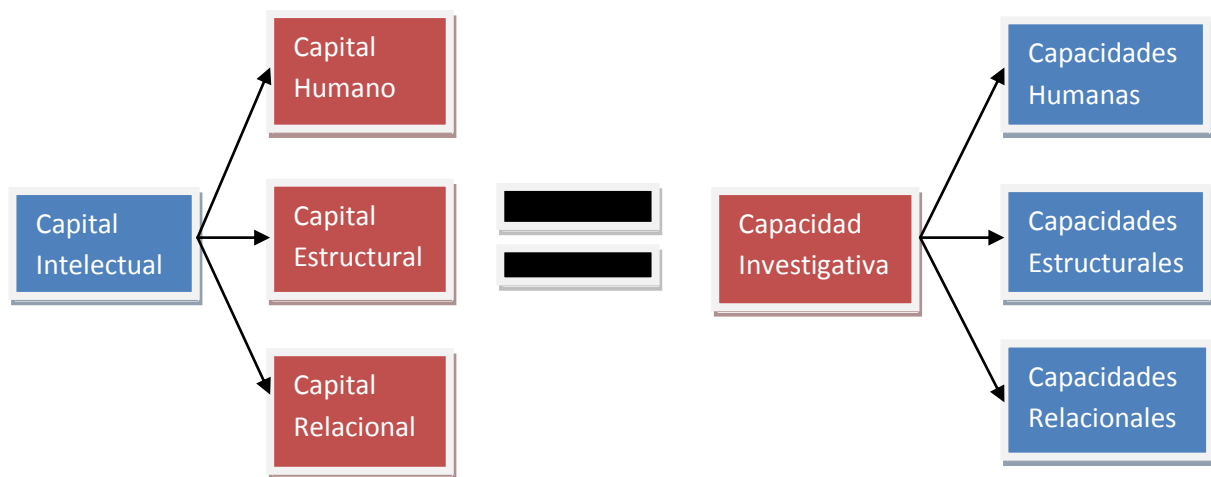 Capital
Intelectual
Capital
Humano
Capital
Estructural
Capital
Relacional
Capacidad
Investigativa
Capacidades
Humanas
Capacidades
Estructurales
Capacidades
Relacionales